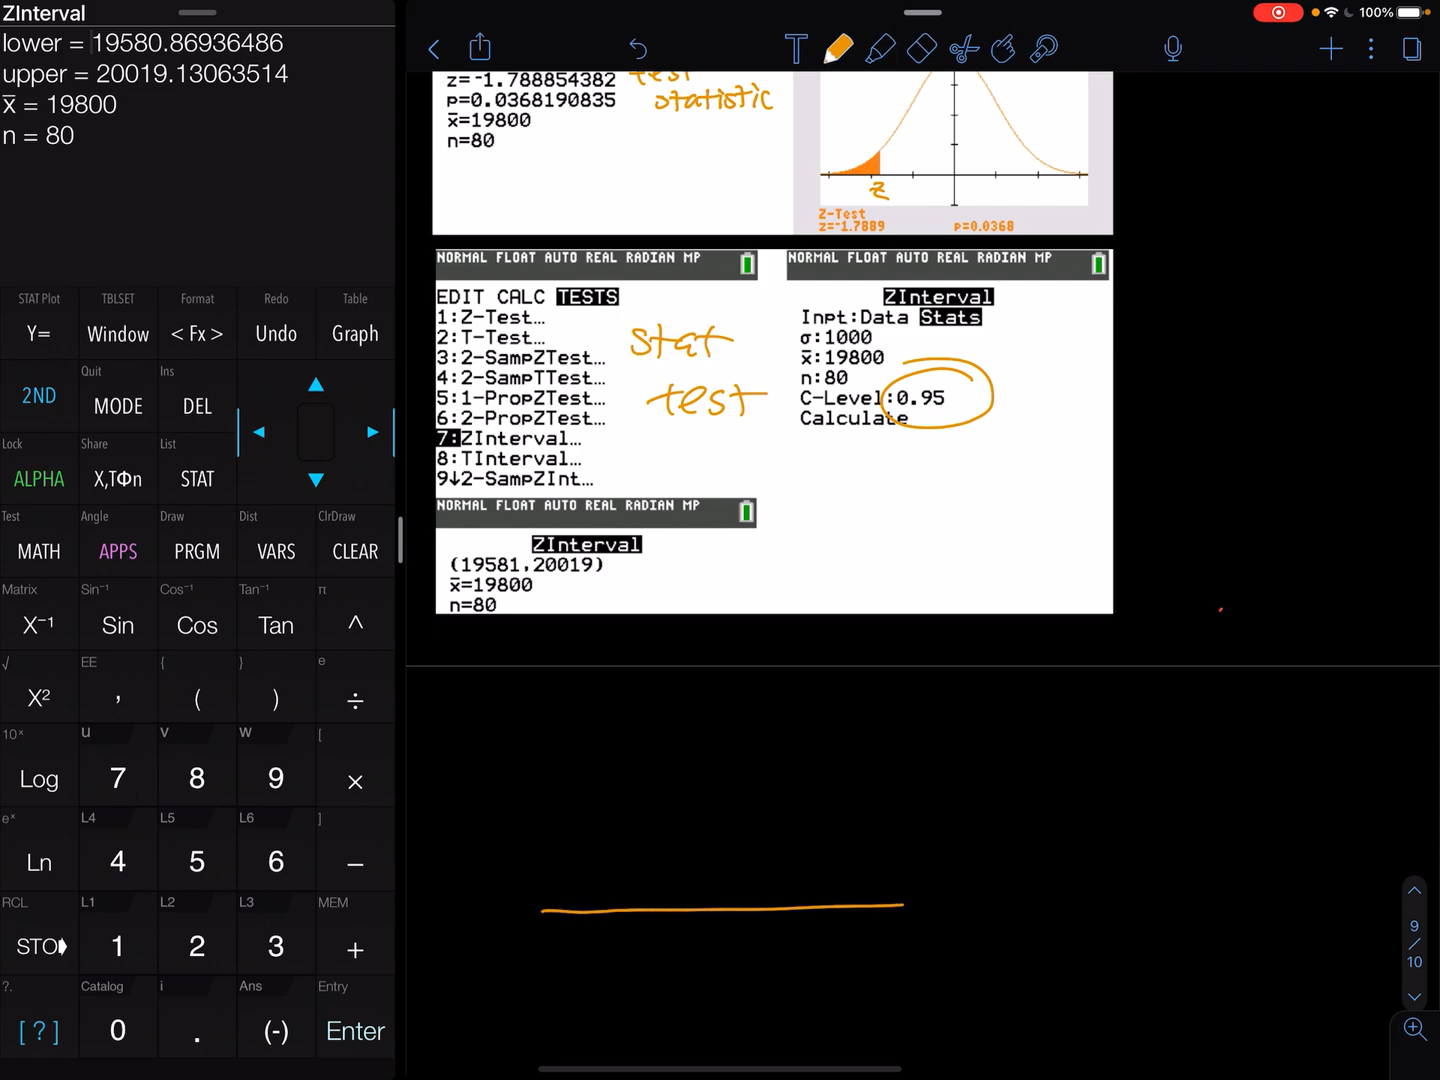 ZInterval
lower = 19580.86936486
upper = 20019.13063514
x̅ = 19800
n = 80
STAT Plot TBLSET Format Redo Table
Y= Window < Fx > Undo Graph
Quit Ins
2ND MODE DEL
Lock Share List
ALPHA X,TΦn STAT
Test Angle Draw Dist ClrDraw
MATH APPS PRGM VARS CLEAR
Matrix Sin⁻¹ Cos⁻¹ Tan⁻¹ π
X⁻¹ Sin Cos Tan ^
√ EE { } e
X² , ( ) ÷
10ˣ u v w [
Log 7 8 9 ×
eˣ L4 L5 L6 ]
Ln 4 5 6 −
RCL L1 L2 L3 MEM
STO 1 2 3 +
?. Catalog i Ans Entry
[ ? ] 0 . (-) Enter
100%
z=-1.788854382
p=0.0368190835
x̅=19800
n=80
test
statistic
z
Z-Test
z=-1.7889 p=0.0368
NORMAL FLOAT AUTO REAL RADIAN MP
EDIT CALC TESTS
1:Z-Test…
2:T-Test…
3:2-SampZTest…
4:2-SampTTest…
5:1-PropZTest…
6:2-PropZTest…
7:ZInterval…
8:TInterval…
9↓2-SampZInt…
stat
test
NORMAL FLOAT AUTO REAL RADIAN MP
ZInterval
Inpt:Data Stats
σ:1000
x̅:19800
n:80
C-Level:0.95
Calculate
NORMAL FLOAT AUTO REAL RADIAN MP
ZInterval
(19581,20019)
x̅=19800
n=80
9
/
10